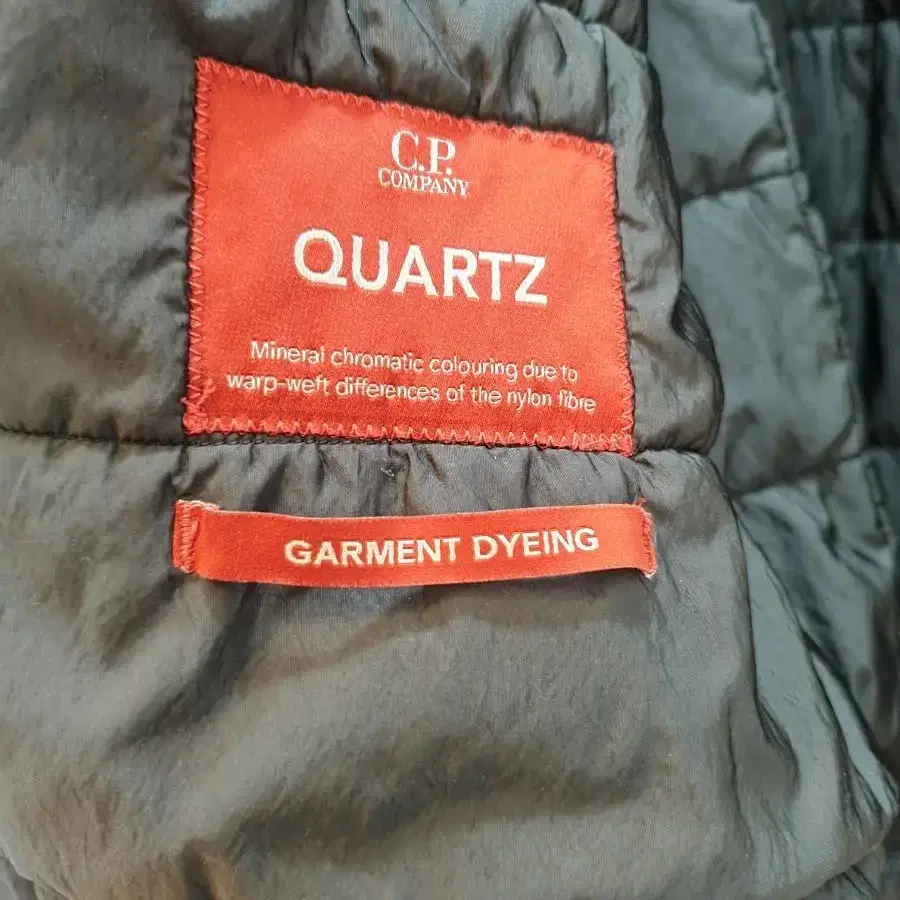 C.P.
COMPANY
QUARTZ
Mineral chromatic colouring due to
warp-weft differences of the nylon fibre
GARMENT DYEING